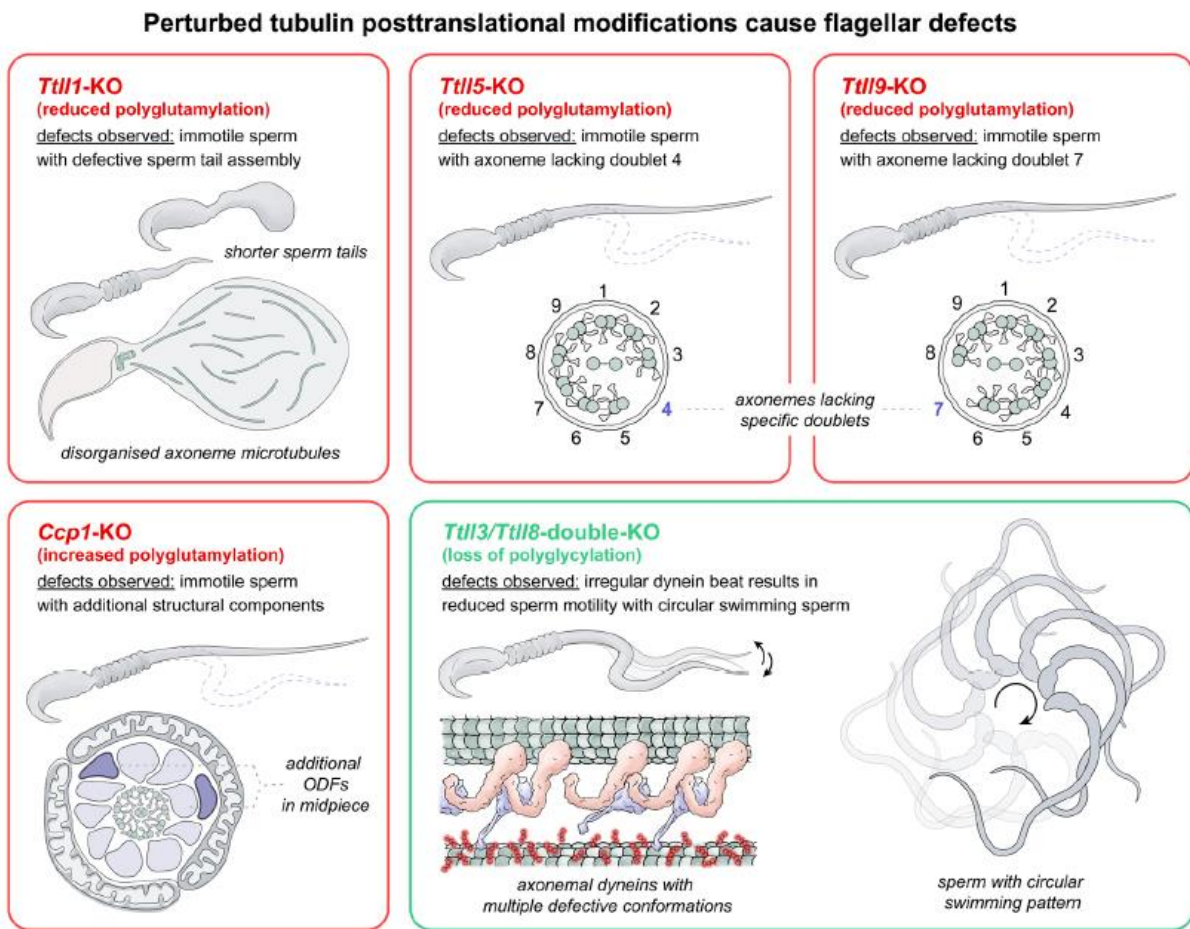 Perturbed tubulin posttranslational modifications cause flagellar defects
Ttll1-KO
(reduced polyglutamylation)
defects observed: immotile sperm
with defective sperm tail assembly
shorter sperm tails
disorganised axoneme microtubules
Ttll5-KO
(reduced polyglutamylation)
defects observed: immotile sperm
with axoneme lacking doublet 4
1
2
3
4
5
6
7
8
9
Ttll9-KO
(reduced polyglutamylation)
defects observed: immotile sperm
with axoneme lacking doublet 7
1
2
3
4
5
6
7
8
9
axonemes lacking
specific doublets
Ccp1-KO
(increased polyglutamylation)
defects observed: immotile sperm
with additional structural components
additional
ODFs
in midpiece
Ttll3/Ttll8-double-KO
(loss of polyglycylation)
defects observed: irregular dynein beat results in
reduced sperm motility with circular swimming sperm
axonemal dyneins with
multiple defective conformations
sperm with circular
swimming pattern